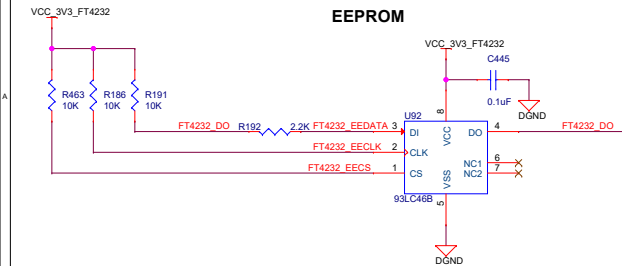 EEPROM
VCC_3V3_FT4232
VCC_3V3_FT4232
C445
0.1uF
DGND
A
R463
10K
R186
10K
R191
10K
U92
8
VCC
FT4232_DO
R192
2.2K
FT4232_EEDATA
3
DI
DO
4
FT4232_DO
FT4232_EECLK
2
CLK
NC1
6
FT4232_EECS
1
CS
NC2
7
VSS
93LC46B
5
DGND